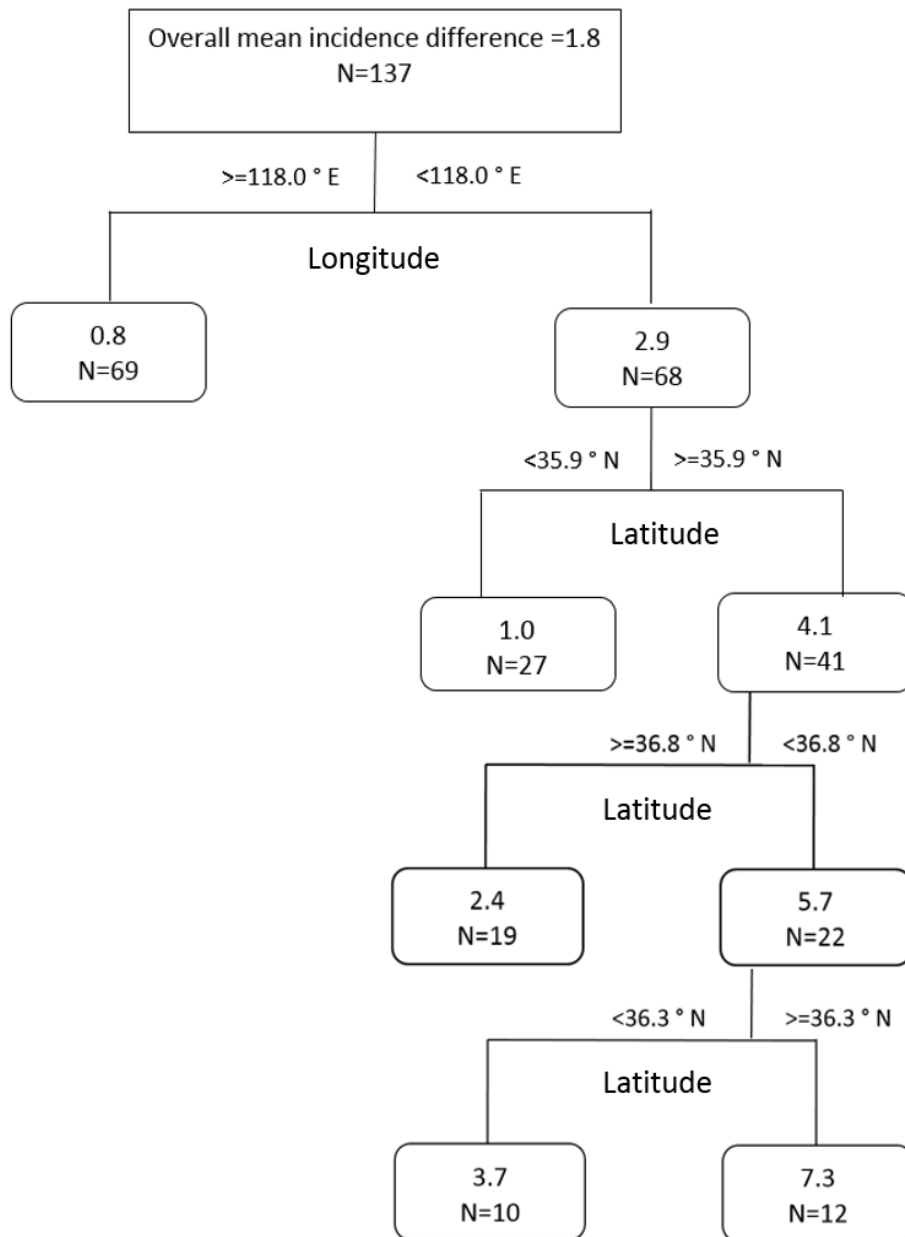 Overall mean incidence difference =1.8
N=137
>=118.0 ° E
<118.0 ° E
Longitude
0.8
N=69
2.9
N=68
<35.9 ° N
>=35.9 ° N
Latitude
1.0
N=27
4.1
N=41
>=36.8 ° N
<36.8 ° N
Latitude
2.4
N=19
5.7
N=22
<36.3 ° N
>=36.3 ° N
Latitude
3.7
N=10
7.3
N=12